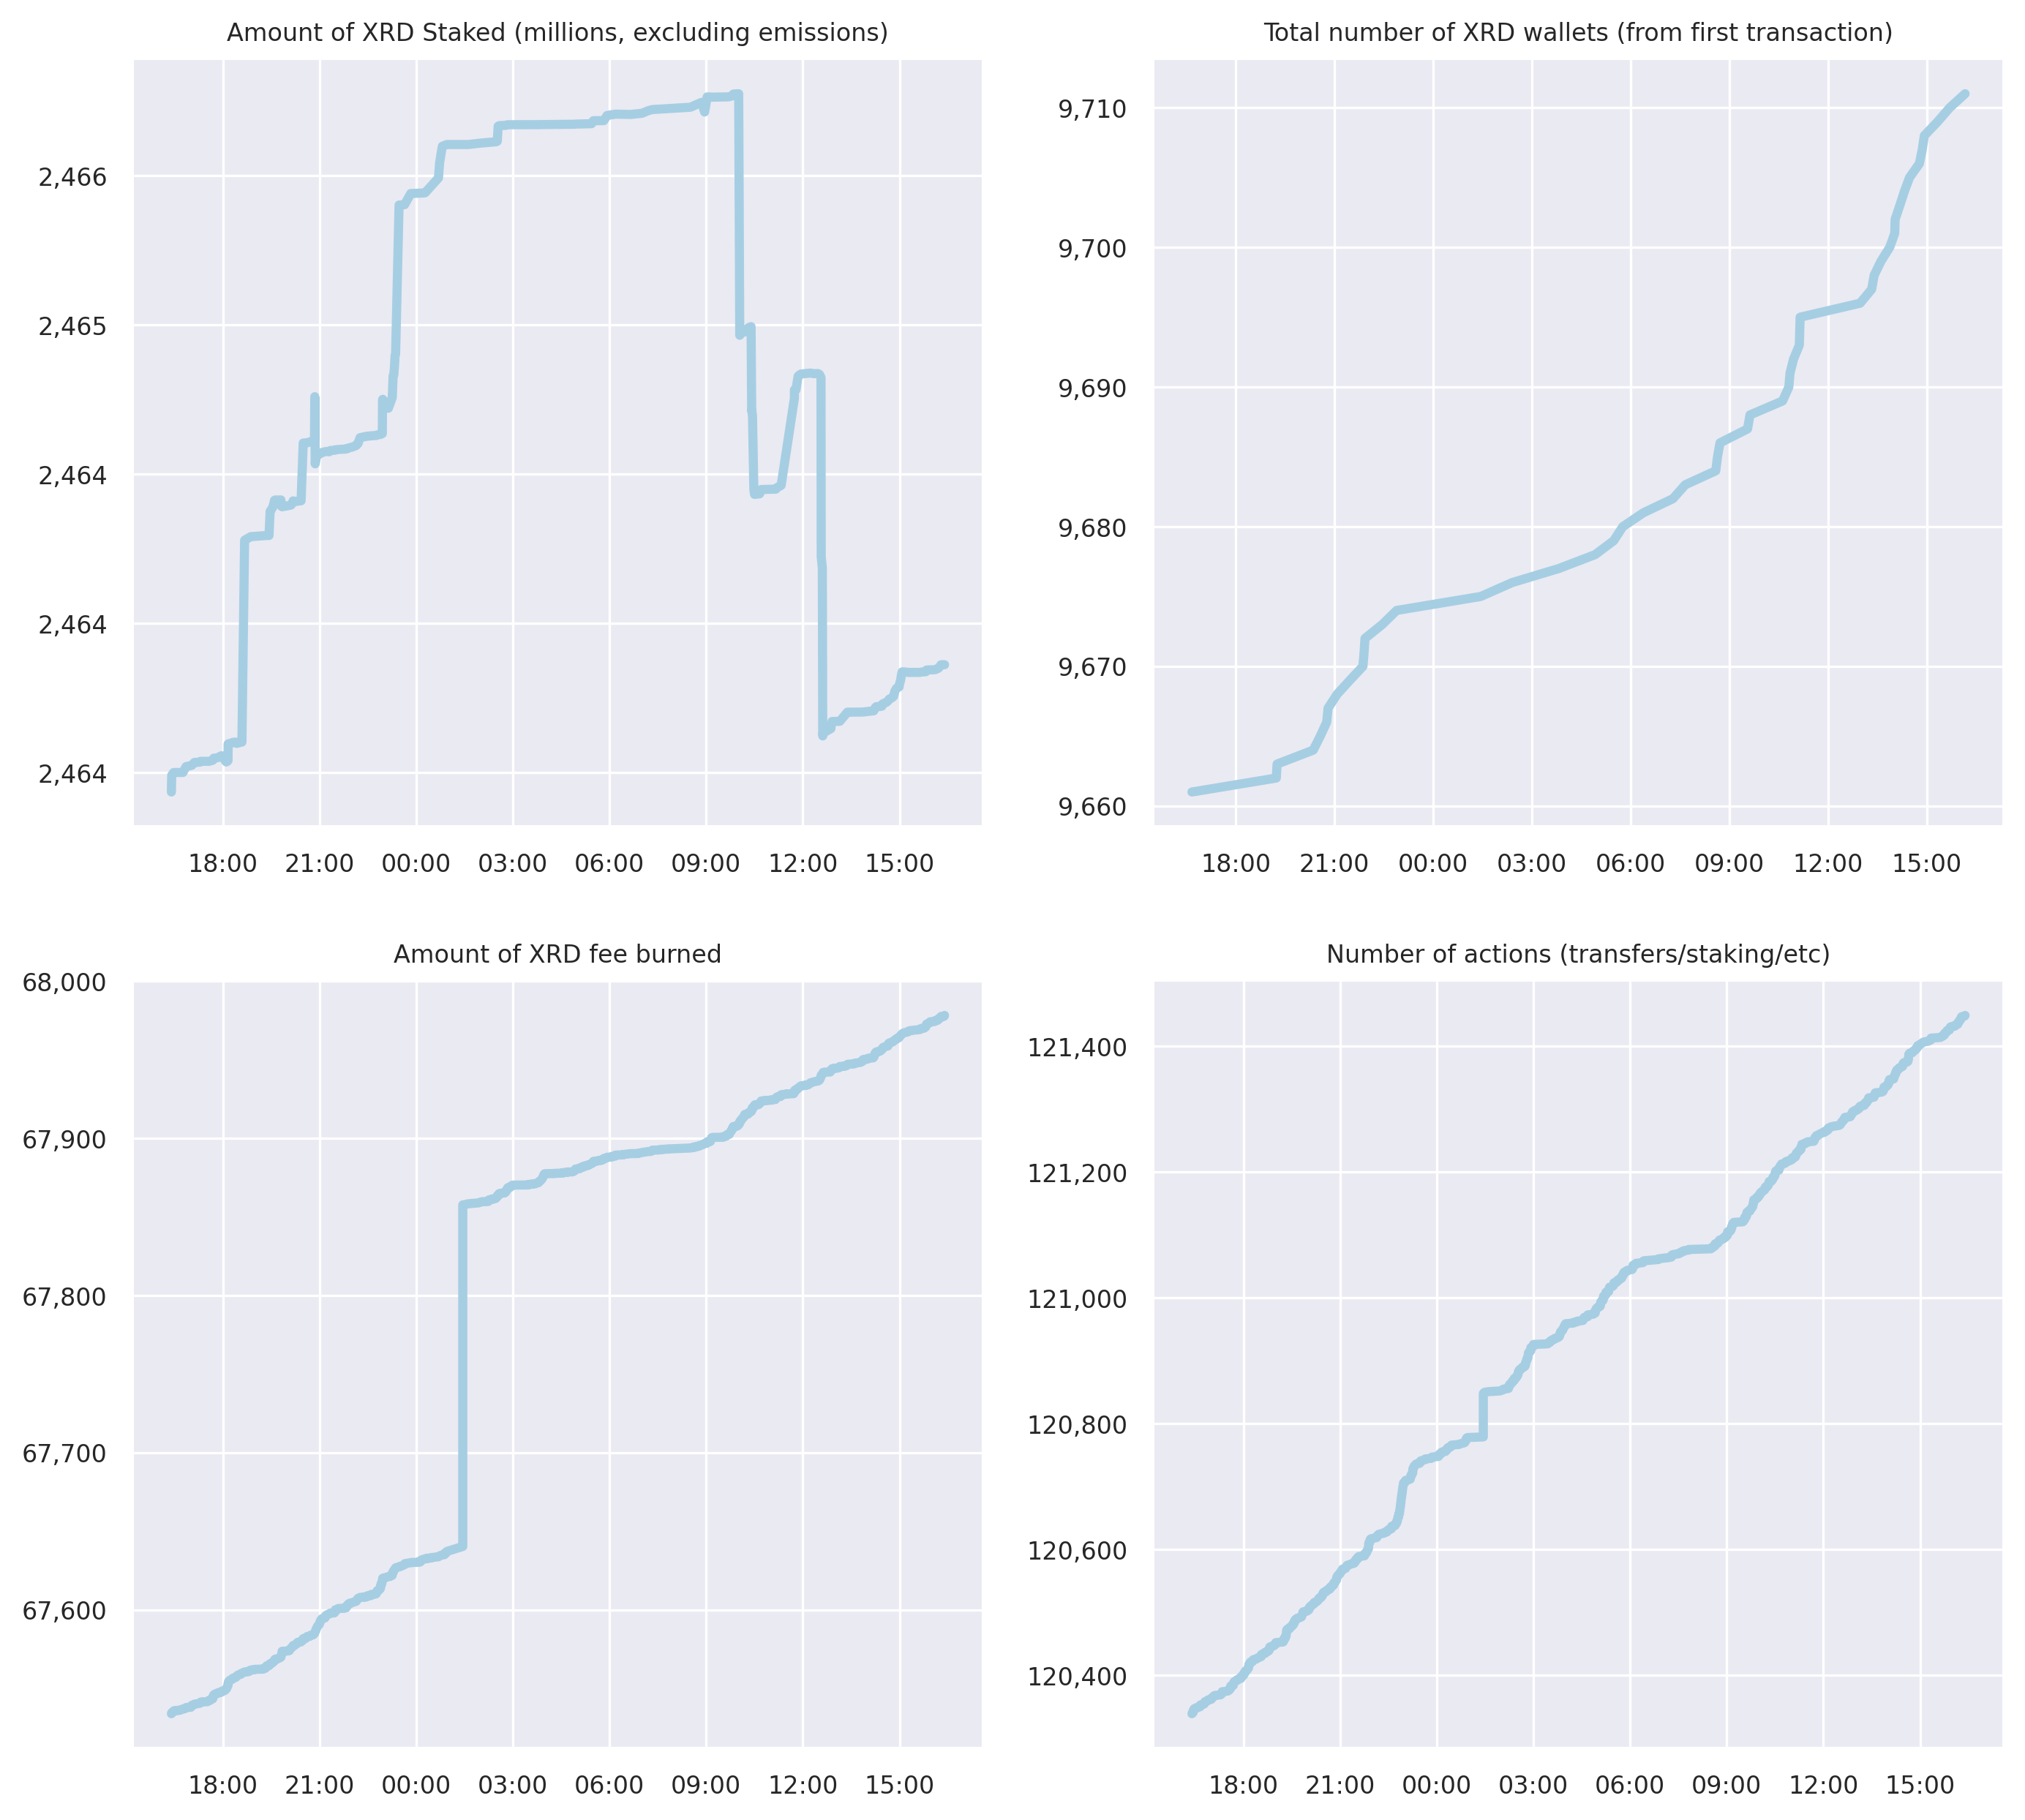 Amount of XRD Staked (millions, excluding emissions)
2,466
2,465
2,464
2,464
2,464
18:00 21:00 00:00 03:00 06:00 09:00 12:00 15:00
Total number of XRD wallets (from first transaction)
9,710
9,700
9,690
9,680
9,670
9,660
18:00 21:00 00:00 03:00 06:00 09:00 12:00 15:00
Amount of XRD fee burned
68,000
67,900
67,800
67,700
67,600
18:00 21:00 00:00 03:00 06:00 09:00 12:00 15:00
Number of actions (transfers/staking/etc)
121,400
121,200
121,000
120,800
120,600
120,400
18:00 21:00 00:00 03:00 06:00 09:00 12:00 15:00